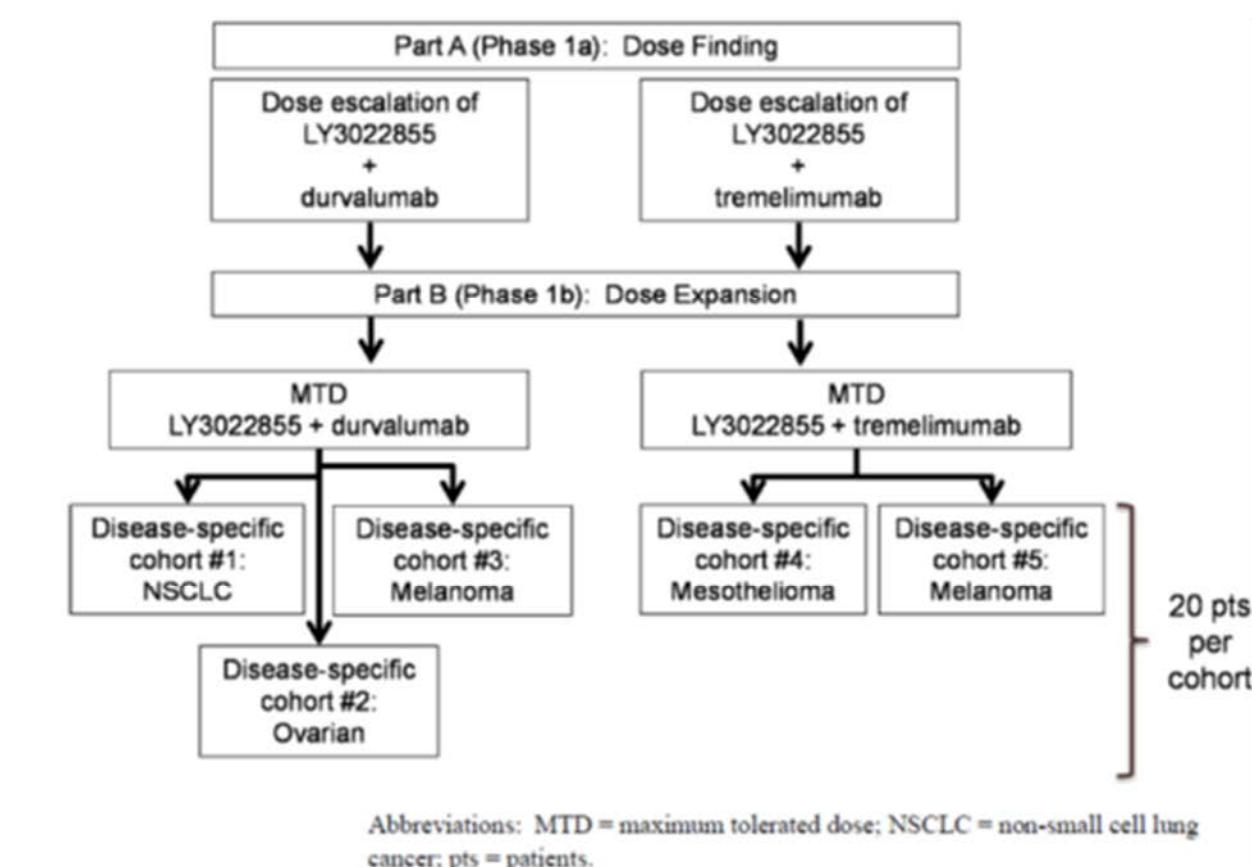 Part A (Phase 1a): Dose Finding
Dose escalation of
LY3022855
+
durvalumab
Dose escalation of
LY3022855
+
tremelimumab
Part B (Phase 1b): Dose Expansion
MTD
LY3022855 + durvalumab
MTD
LY3022855 + tremelimumab
Disease-specific
cohort #1:
NSCLC
Disease-specific
cohort #3:
Melanoma
Disease-specific
cohort #4:
Mesothelioma
Disease-specific
cohort #5:
Melanoma
20 pts
per
cohort
Disease-specific
cohort #2:
Ovarian
Abbreviations: MTD = maximum tolerated dose; NSCLC = non-small cell lung
cancer; pts = patients.